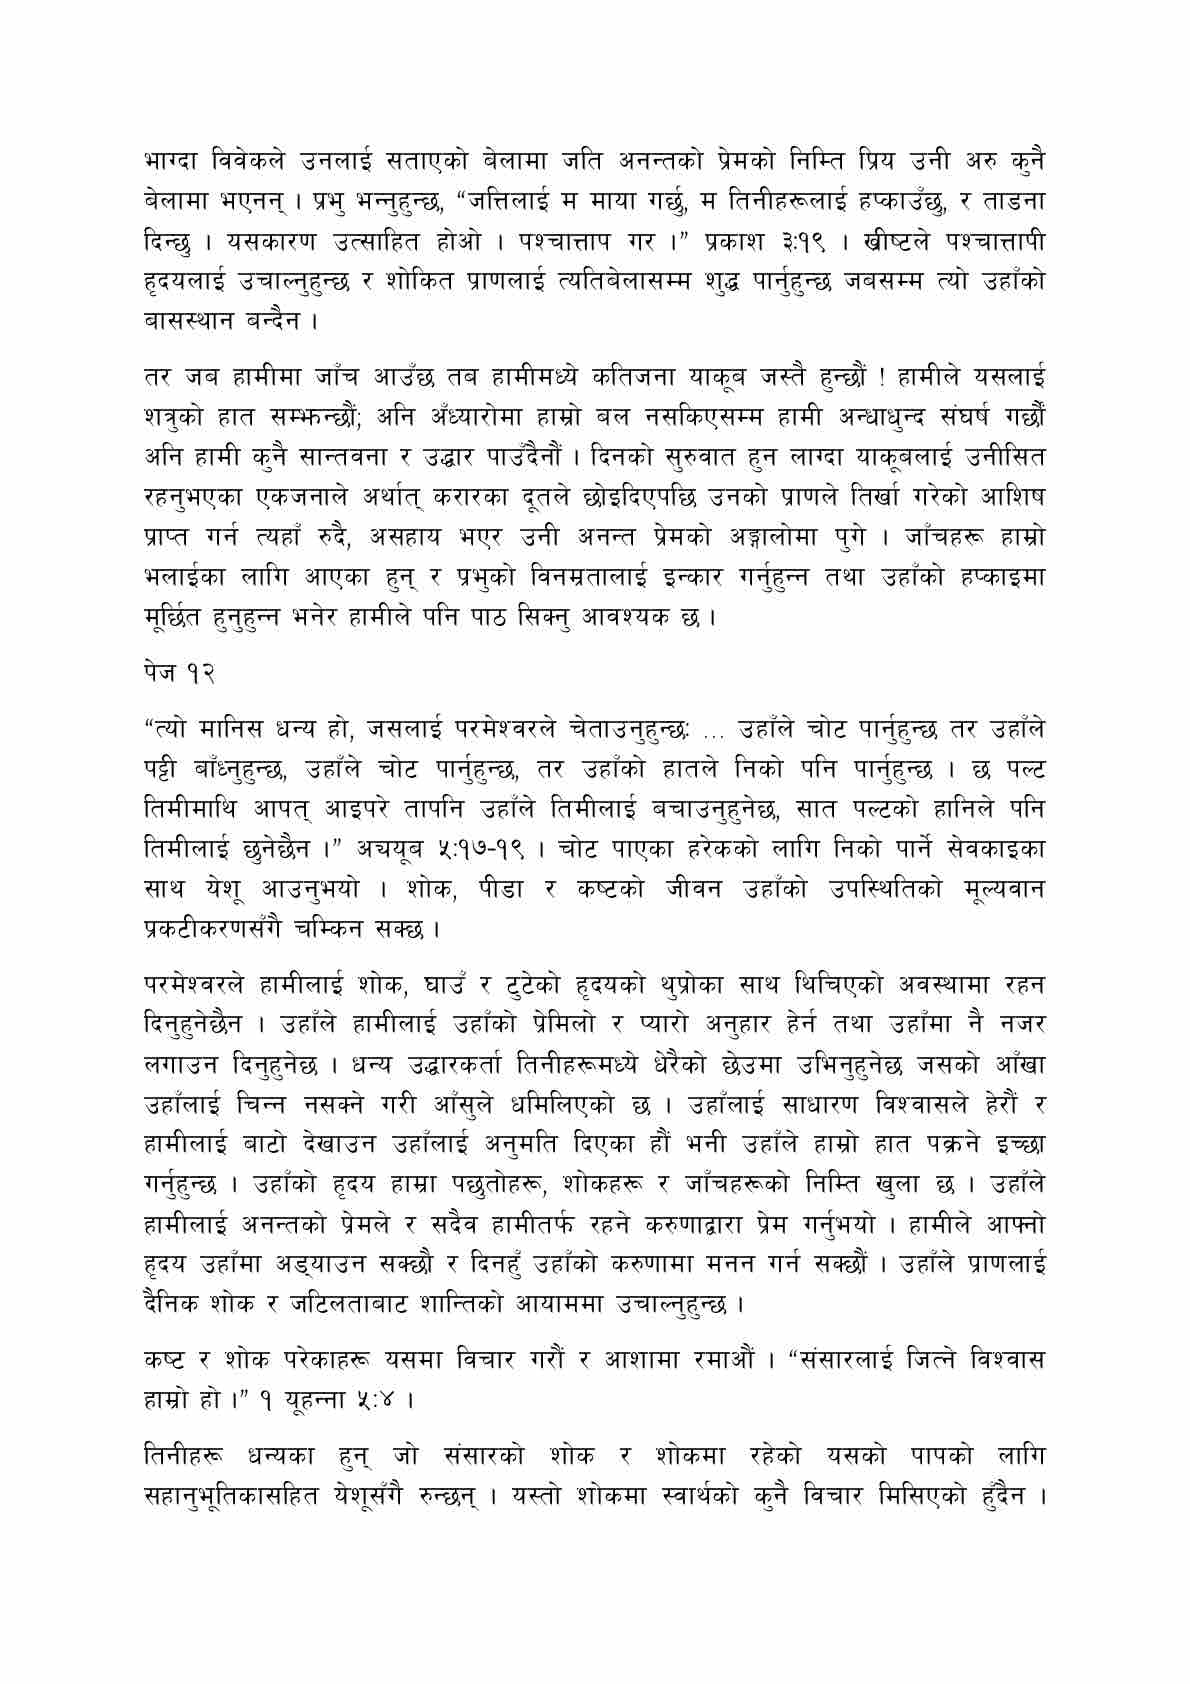 भाग्दा विवेकले उनलाई सताएको बेलामा जति अनन्तको प्रेमको निम्ति प्रिय उनी अरु कुनै
बेलामा भएनन् । प्रभु भन्नुहुन्छ, “जत्तिलाई म माया गर्छु, म तिनीहरूलाई हप्काउँछु, र ताडना
दिन्छु । यसकारण उत्साहित होओ । पश्चात्ताप गर ।” प्रकाश ३:१९ । ख्रीष्टले पश्चात्तापी
हृदयलाई उचाल्नुहुन्छ र शोकित प्राणलाई त्यतिबेलासम्म शुद्ध पार्नुहुन्छ जबसम्म त्यो उहाँको
बासस्थान बन्दैन ।
तर जब हामीमा जाँच आउँछ तब हामीमध्ये कतिजना याकूब जस्तै हुन्छौं ! हामीले यसलाई
शत्रुको हात सम्झन्छौं; अनि अँध्यारोमा हाम्रो बल नसकिएसम्म हामी अन्धाधुन्द संघर्ष गर्छौं
अनि हामी कुनै सान्तवना र उद्धार पाउँदैनौं । दिनको सुरुवात हुन लाग्दा याकूबलाई उनीसित
रहनुभएका एकजनाले अर्थात् करारका दूतले छोइदिएपछि उनको प्राणले तिर्खा गरेको आशिष
प्राप्त गर्न त्यहाँ रुदै, असहाय भएर उनी अनन्त प्रेमको अङ्गालोमा पुगे । जाँचहरू हाम्रो
भलाईका लागि आएका हुन् र प्रभुको विनम्रतालाई इन्कार गर्नुहुन्न तथा उहाँको हप्काइमा
मूर्छित हुनुहुन्न भनेर हामीले पनि पाठ सिक्नु आवश्यक छ ।
पेज १२
“त्यो मानिस धन्य हो, जसलाई परमेश्वरले चेताउनुहुन्छः ... उहाँले चोट पार्नुहुन्छ तर उहाँले
पट्टी बाँध्नुहुन्छ, उहाँले चोट पार्नुहुन्छ, तर उहाँको हातले निको पनि पार्नुहुन्छ । छ पल्ट
तिमीमाथि आपत् आइपरे तापनि उहाँले तिमीलाई बचाउनुहुनेछ, सात पल्टको हानिले पनि
तिमीलाई छुनेछैन ।” अय्यूब ५:१७-१९ । चोट पाएका हरेकको लागि निको पार्ने सेवकाइका
साथ येशू आउनुभयो । शोक, पीडा र कष्टको जीवन उहाँको उपस्थितिको मूल्यवान
प्रकटीकरणसँगै चम्किन सक्छ ।
परमेश्वरले हामीलाई शोक, घाउँ र टुटेको हृदयको थुप्रोका साथ थिचिएको अवस्थामा रहन
दिनुहुनेछैन । उहाँले हामीलाई उहाँको प्रेमिलो र प्यारो अनुहार हेर्न तथा उहाँमा नै नजर
लगाउन दिनुहुनेछ । धन्य उद्धारकर्ता तिनीहरूमध्ये धेरैको छेउमा उभिनुहुनेछ जसको आँखा
उहाँलाई चिन्न नसक्ने गरी आँसुले धमिलिएको छ । उहाँलाई साधारण विश्वासले हेरौं र
हामीलाई बाटो देखाउन उहाँलाई अनुमति दिएका हौं भनी उहाँले हाम्रो हात पक्रने इच्छा
गर्नुहुन्छ । उहाँको हृदय हाम्रा पछुतोहरू, शोकहरू र जाँचहरूको निम्ति खुला छ । उहाँले
हामीलाई अनन्तको प्रेमले र सदैव हामीतर्फ रहने करुणाद्वारा प्रेम गर्नुभयो । हामीले आफ्नो
हृदय उहाँमा अड्याउन सक्छौ र दिनहुँ उहाँको करुणामा मनन गर्न सक्छौं । उहाँले प्राणलाई
दैनिक शोक र जटिलताबाट शान्तिको आयाममा उचाल्नुहुन्छ ।
कष्ट र शोक परेकाहरू यसमा विचार गरौं र आशामा रमाऔं । “संसारलाई जित्ने विश्वास
हाम्रो हो ।” १ यूहन्ना ५:४ ।
तिनीहरू धन्यका हुन् जो संसारको शोक र शोकमा रहेको यसको पापको लागि
सहानुभूतिकासहित येशूसँगै रुन्छन् । यस्तो शोकमा स्वार्थको कुनै विचार मिसिएको हुँदैन ।